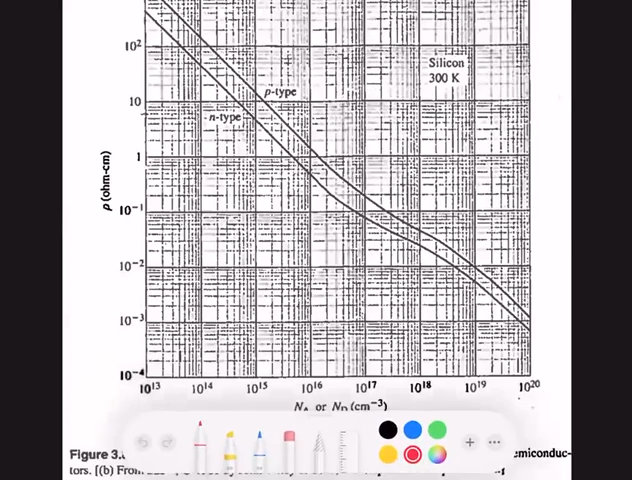 10²
Silicon
300 K
p-type
10
n-type
1
ρ (ohm-cm)
10⁻¹
10⁻²
10⁻³
10⁻⁴
10¹³ 10¹⁴ 10¹⁵ 10¹⁶ 10¹⁷ 10¹⁸ 10¹⁹ 10²⁰
N_A or N_D (cm⁻³)
Figure 3. emiconduc-
tors. [(b) From